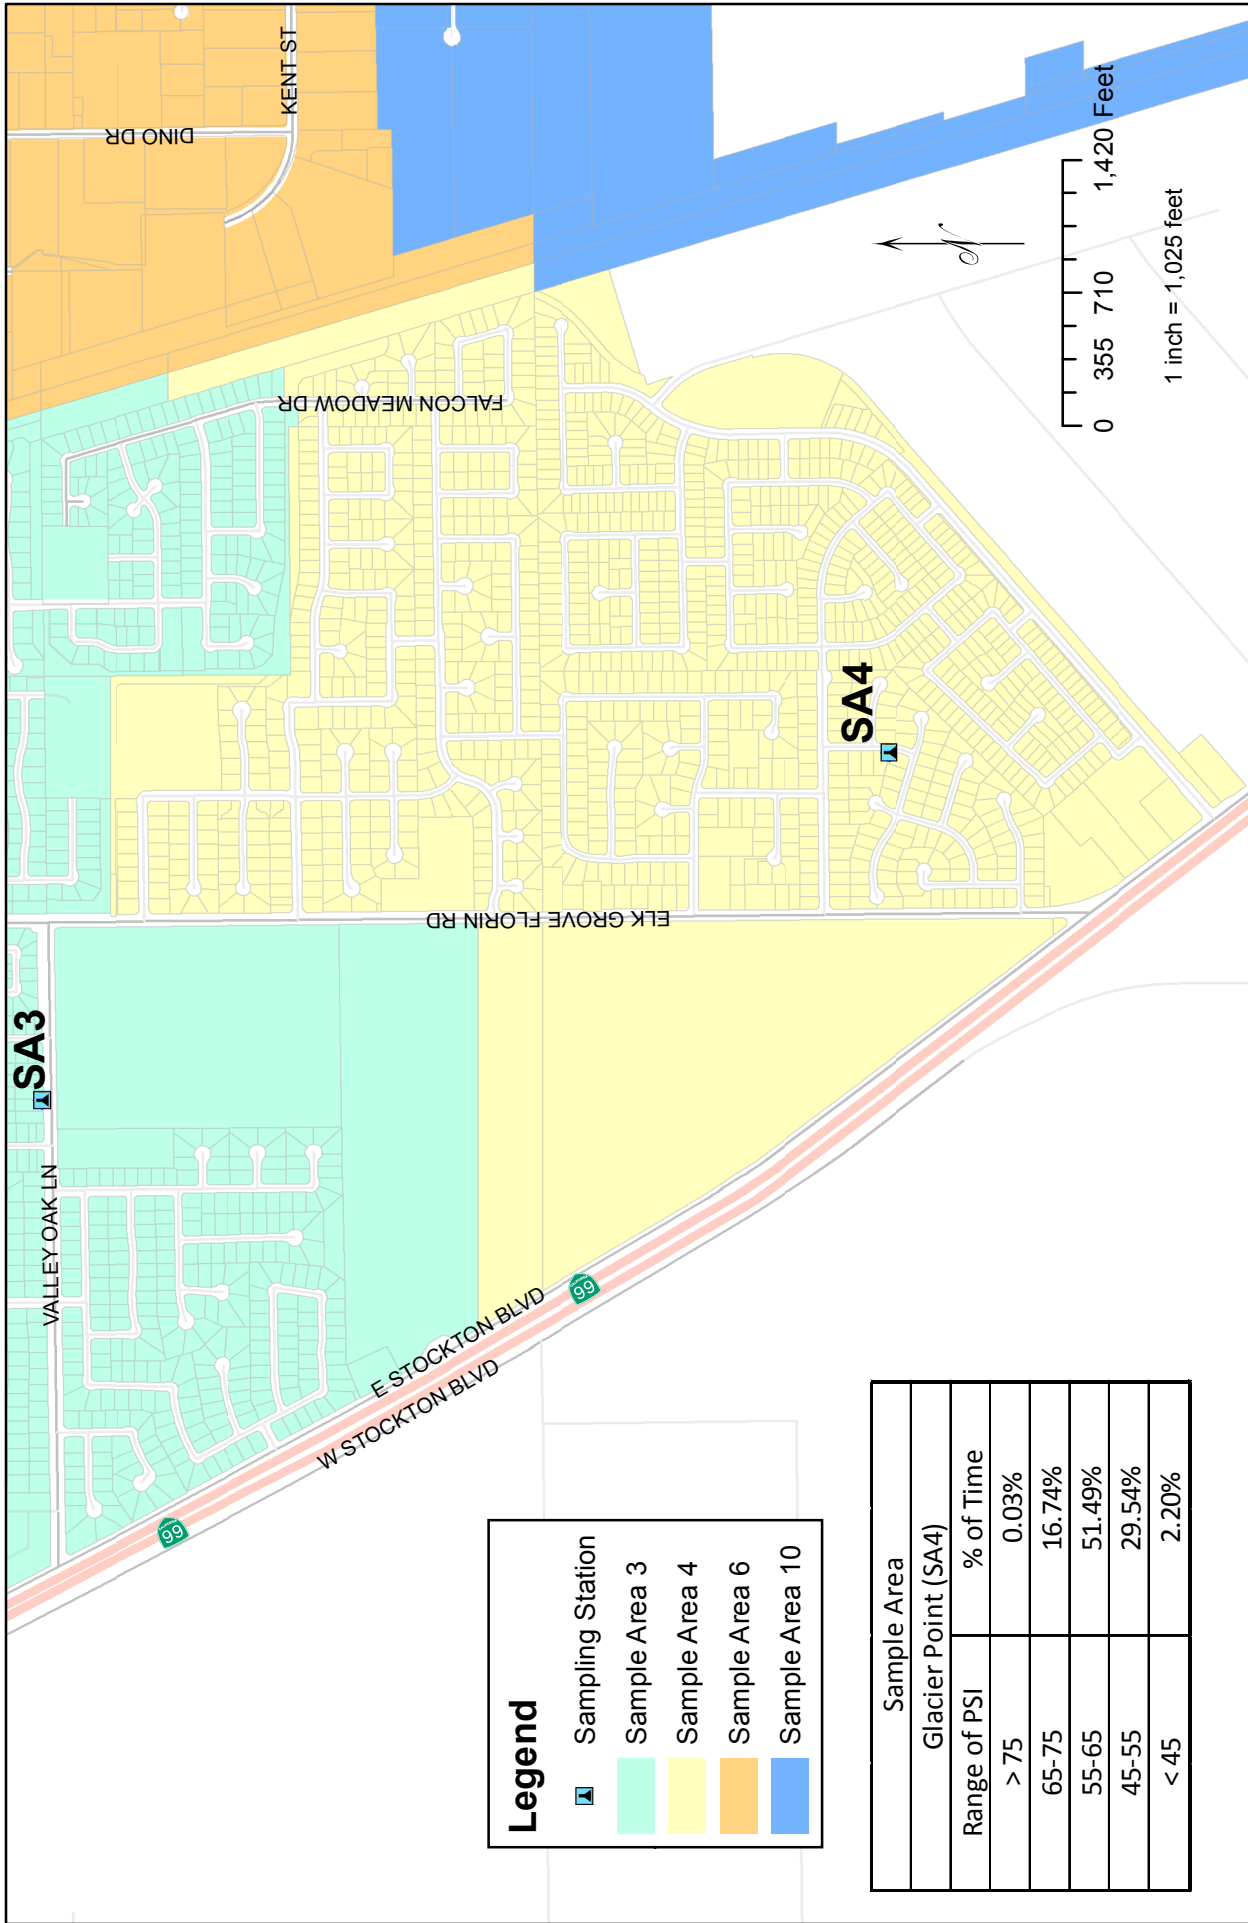 SA3
VALLEY OAK LN
DINO DR
KENT ST
FALCON MEADOW DR
ELK GROVE FLORIN RD
SA4
E STOCKTON BLVD
W STOCKTON BLVD
CALIFORNIA
99
CALIFORNIA
99
N
0 355 710 1,420 Feet
1 inch = 1,025 feet
Legend
Sampling Station
Sample Area 3
Sample Area 4
Sample Area 6
Sample Area 10
Sample Area
Glacier Point (SA4)
Range of PSI % of Time
> 75 0.03%
65-75 16.74%
55-65 51.49%
45-55 29.54%
< 45 2.20%